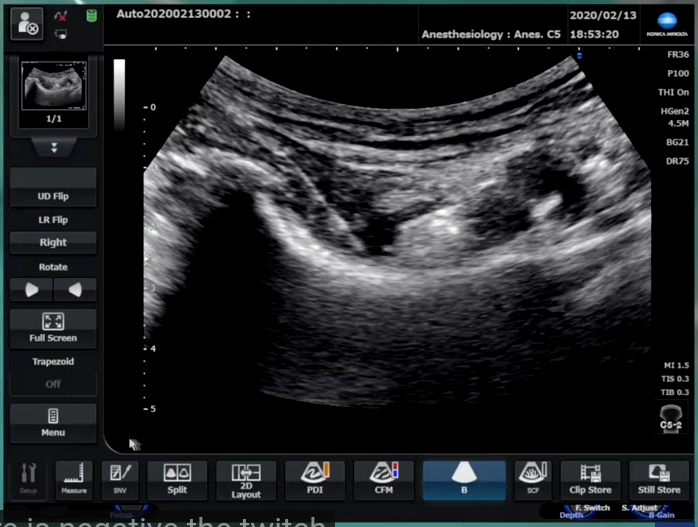 Auto202002130002 : :
2020/02/13
Anesthesiology : Anes. C5
18:53:20
KONICA MINOLTA
1/1
UD Flip
LR Flip
Right
Rotate
Full Screen
Trapezoid
Off
Menu
0
3
4
5
FR36
P100
THI On
HGen2
4.5M
BG21
DR75
MI 1.5
TIS 0.3
TIB 0.3
C5-2
Setup
Measure
SNV
Split
2D
Layout
PDI
CFM
B
SCF
Clip Store
Still Store
Focus
F. Switch
S. Adjust
Depth
B Gain
is negative the twitch